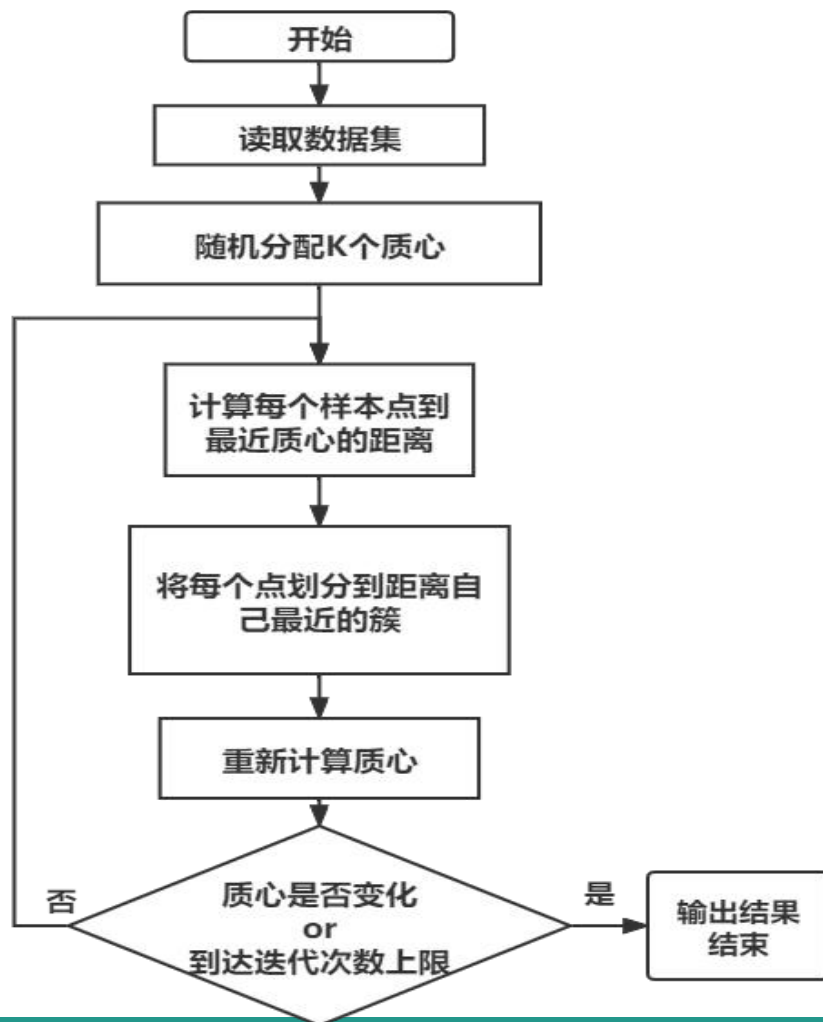 开始
读取数据集
随机分配K个质心
计算每个样本点到
最近质心的距离
将每个点划分到距离自
己最近的簇
重新计算质心
质心是否变化
or
到达迭代次数上限
否
是
输出结果
结束